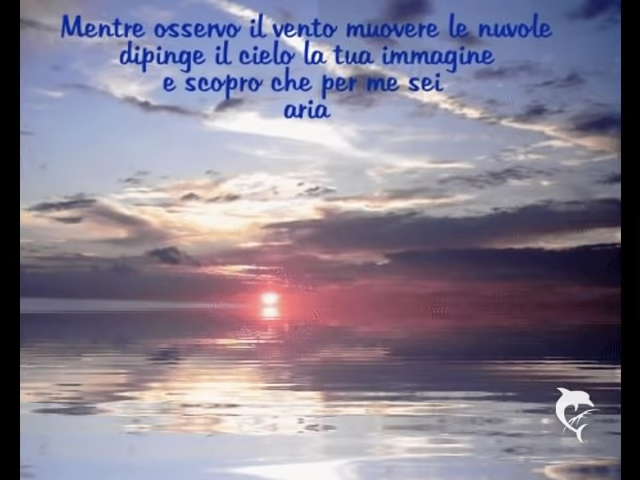 Mentre osservo il vento muovere le nuvole
dipinge il cielo la tua immagine
e scopro che per me sei
aria